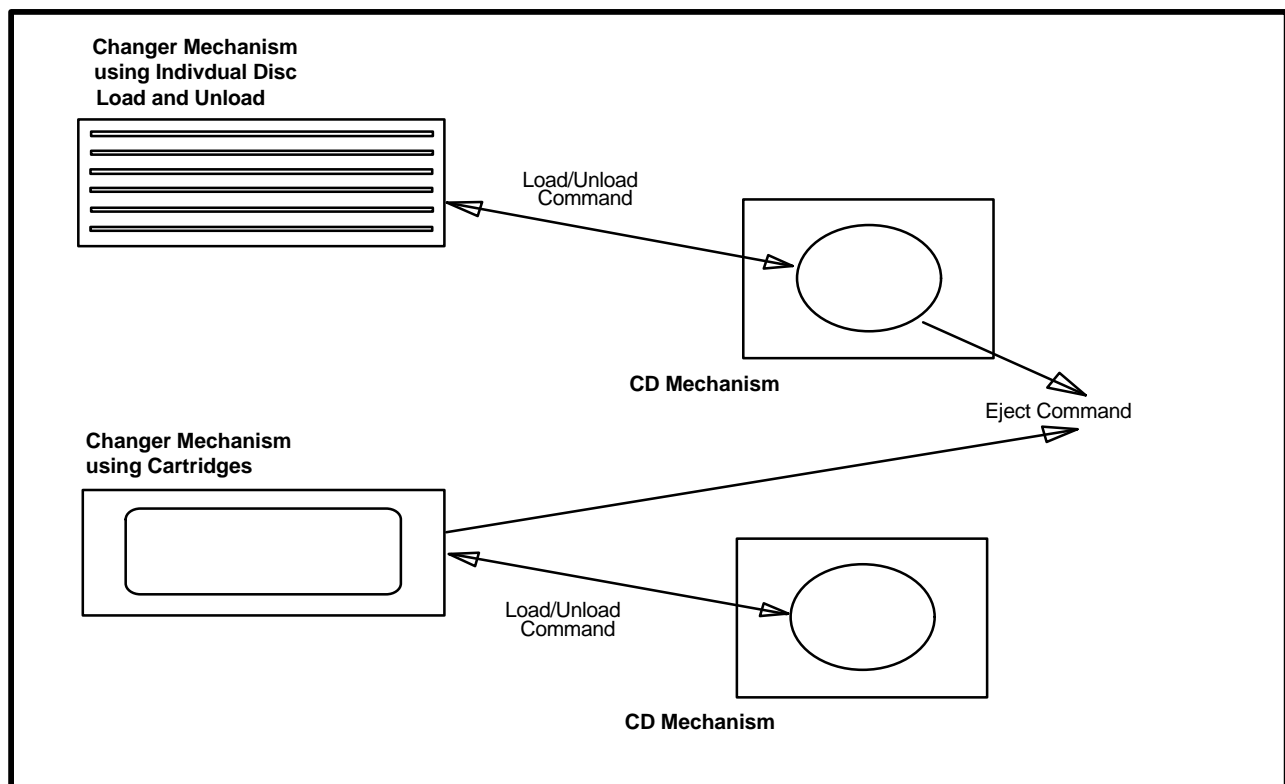 Changer Mechanism
using Indivdual Disc
Load and Unload
Load/Unload
Command
CD Mechanism
Eject Command
Changer Mechanism
using Cartridges
Load/Unload
Command
CD Mechanism